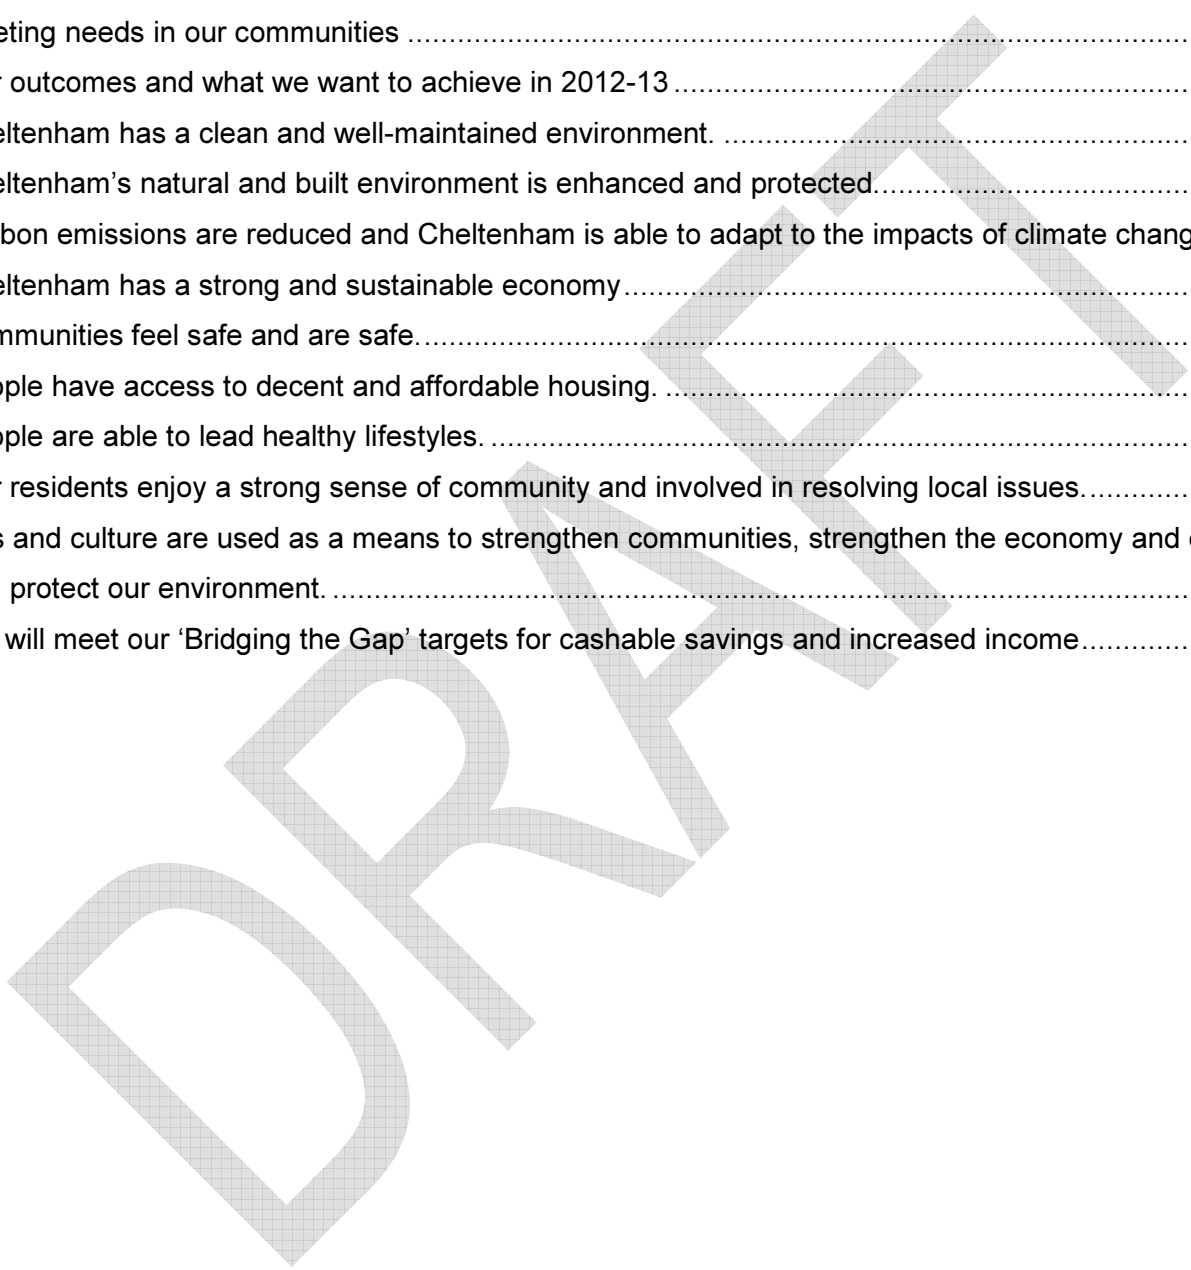 eting needs in our communities ................................................................................................
r outcomes and what we want to achieve in 2012-13 ................................................................
eltenham has a clean and well-maintained environment. ..........................................................
eltenham's natural and built environment is enhanced and protected.......................................
bon emissions are reduced and Cheltenham is able to adapt to the impacts of climate chang
eltenham has a strong and sustainable economy .....................................................................
mmunities feel safe and are safe. ..............................................................................................
ople have access to decent and affordable housing. .................................................................
ople are able to lead healthy lifestyles. ......................................................................................
r residents enjoy a strong sense of community and involved in resolving local issues. .............
s and culture are used as a means to strengthen communities, strengthen the economy and e
protect our environment. .........................................................................................................
will meet our ‘Bridging the Gap’ targets for cashable savings and increased income .............
DRAFT